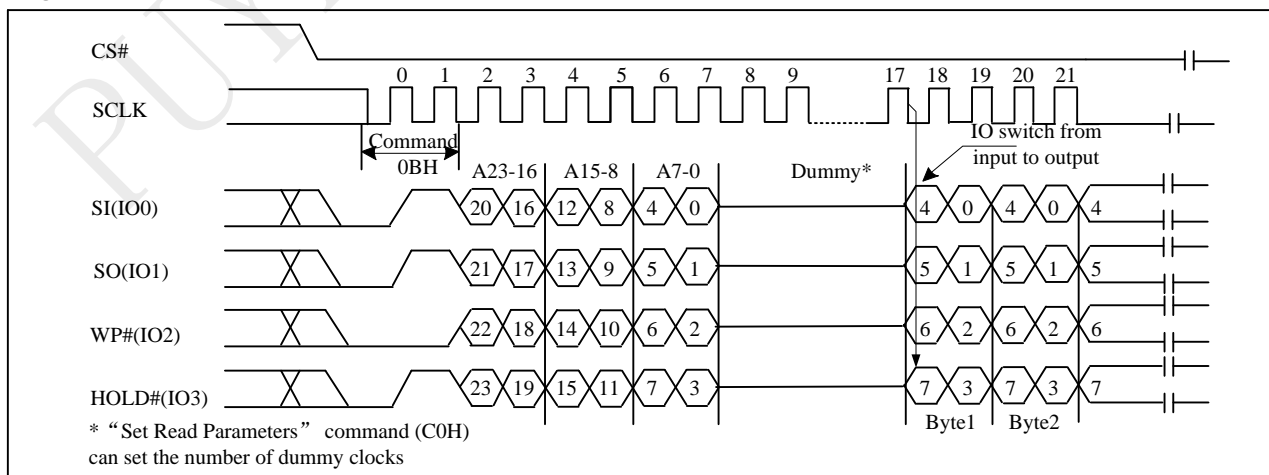 PUY
CS#
0 1 2 3 4 5 6 7 8 9 17 18 19 20 21
SCLK
Command
0BH
IO switch from
input to output
A23-16 A15-8 A7-0 Dummy*
SI(IO0) 20 16 12 8 4 0 4 0 4 0 4
SO(IO1) 21 17 13 9 5 1 5 1 5 1 5
WP#(IO2) 22 18 14 10 6 2 6 2 6 2 6
HOLD#(IO3) 23 19 15 11 7 3 7 3 7 3 7
Byte1 Byte2
* “Set Read Parameters” command (C0H)
can set the number of dummy clocks